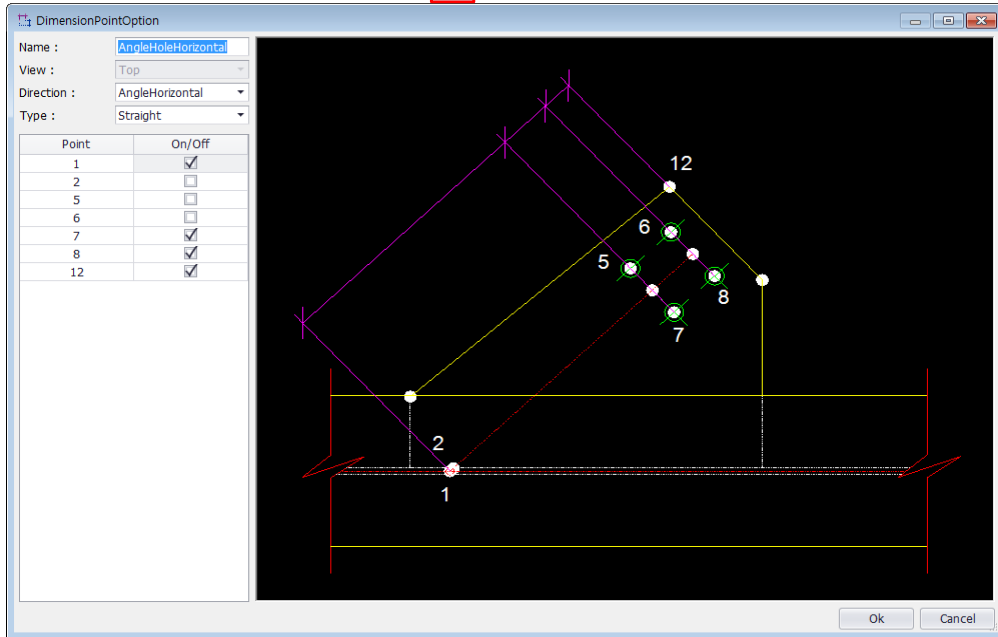 DimensionPointOption
Name : AngleHoleHorizontal
View : Top
Direction : AngleHorizontal
Type : Straight
Point On/Off
1
2
5
6
7
8
12
12
6
5
8
7
2
1
Ok Cancel